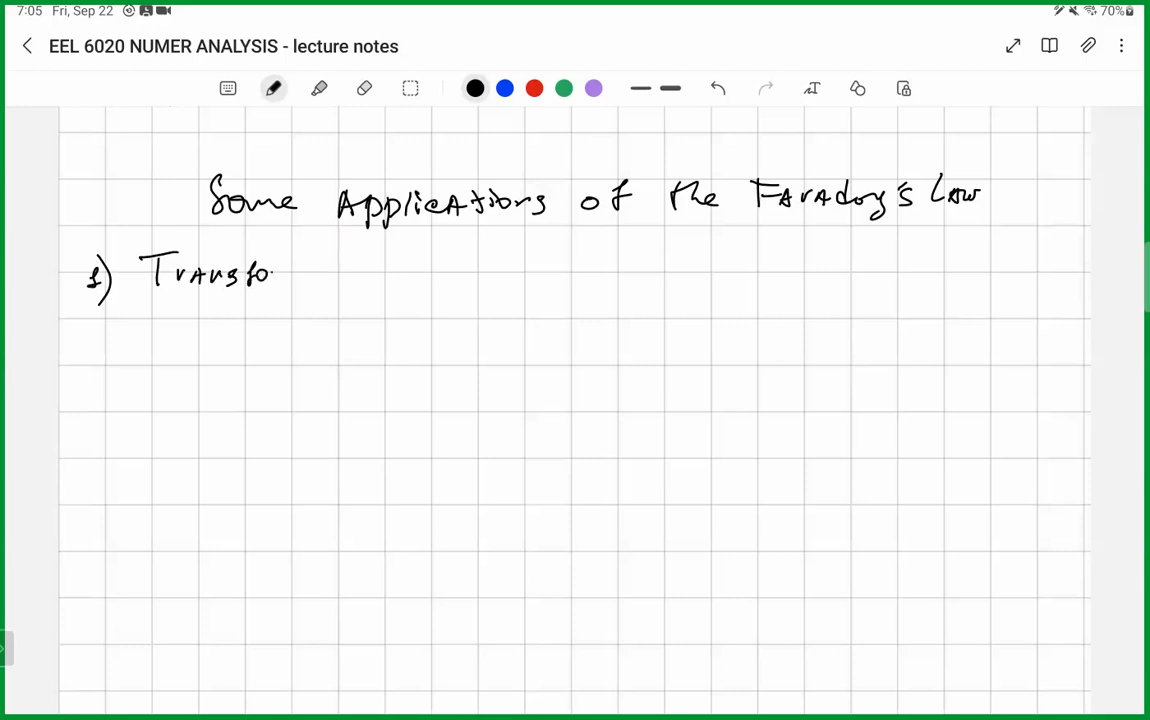 7:05 Fri, Sep 22 70%
EEL 6020 NUMER ANALYSIS - lecture notes
Some Applications of the Faraday's Law
1) Transfo